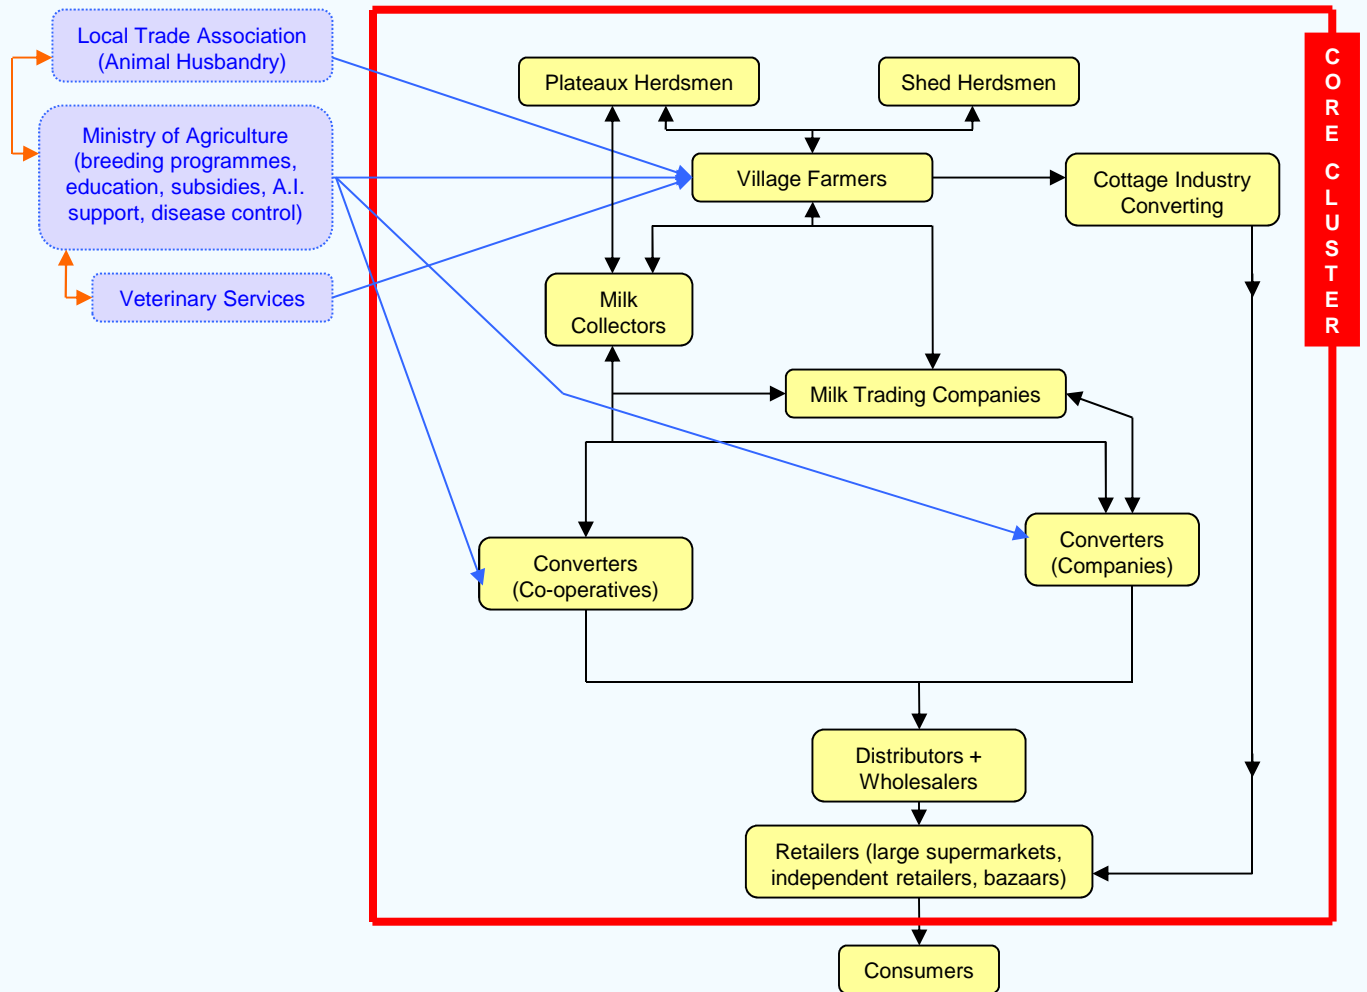 Local Trade Association
(Animal Husbandry)
Ministry of Agriculture
(breeding programmes,
education, subsidies, A.I.
support, disease control)
Veterinary Services
Plateaux Herdsmen
Shed Herdsmen
Village Farmers
Cottage Industry
Converting
Milk
Collectors
Milk Trading Companies
Converters
(Co-operatives)
Converters
(Companies)
Distributors +
Wholesalers
Retailers (large supermarkets,
independent retailers, bazaars)
Consumers
CORE CLUSTER